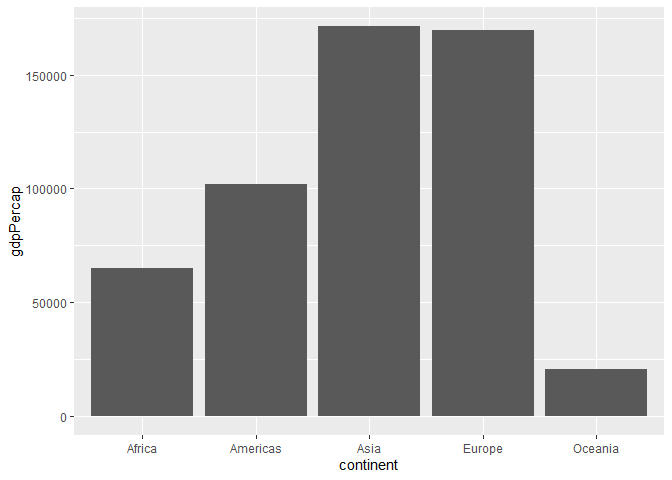 gdpPercap
150000
100000
50000
0
Africa Americas Asia Europe Oceania
continent